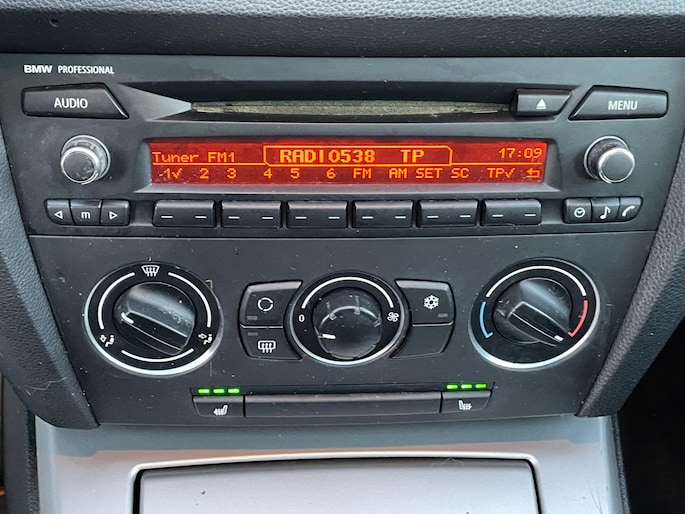 BMW PROFESSIONAL
AUDIO
MENU
Tuner FM1 RADIO538 TP 17:09
1√ 2 3 4 5 6 FM AM SET SC TP√
m
0